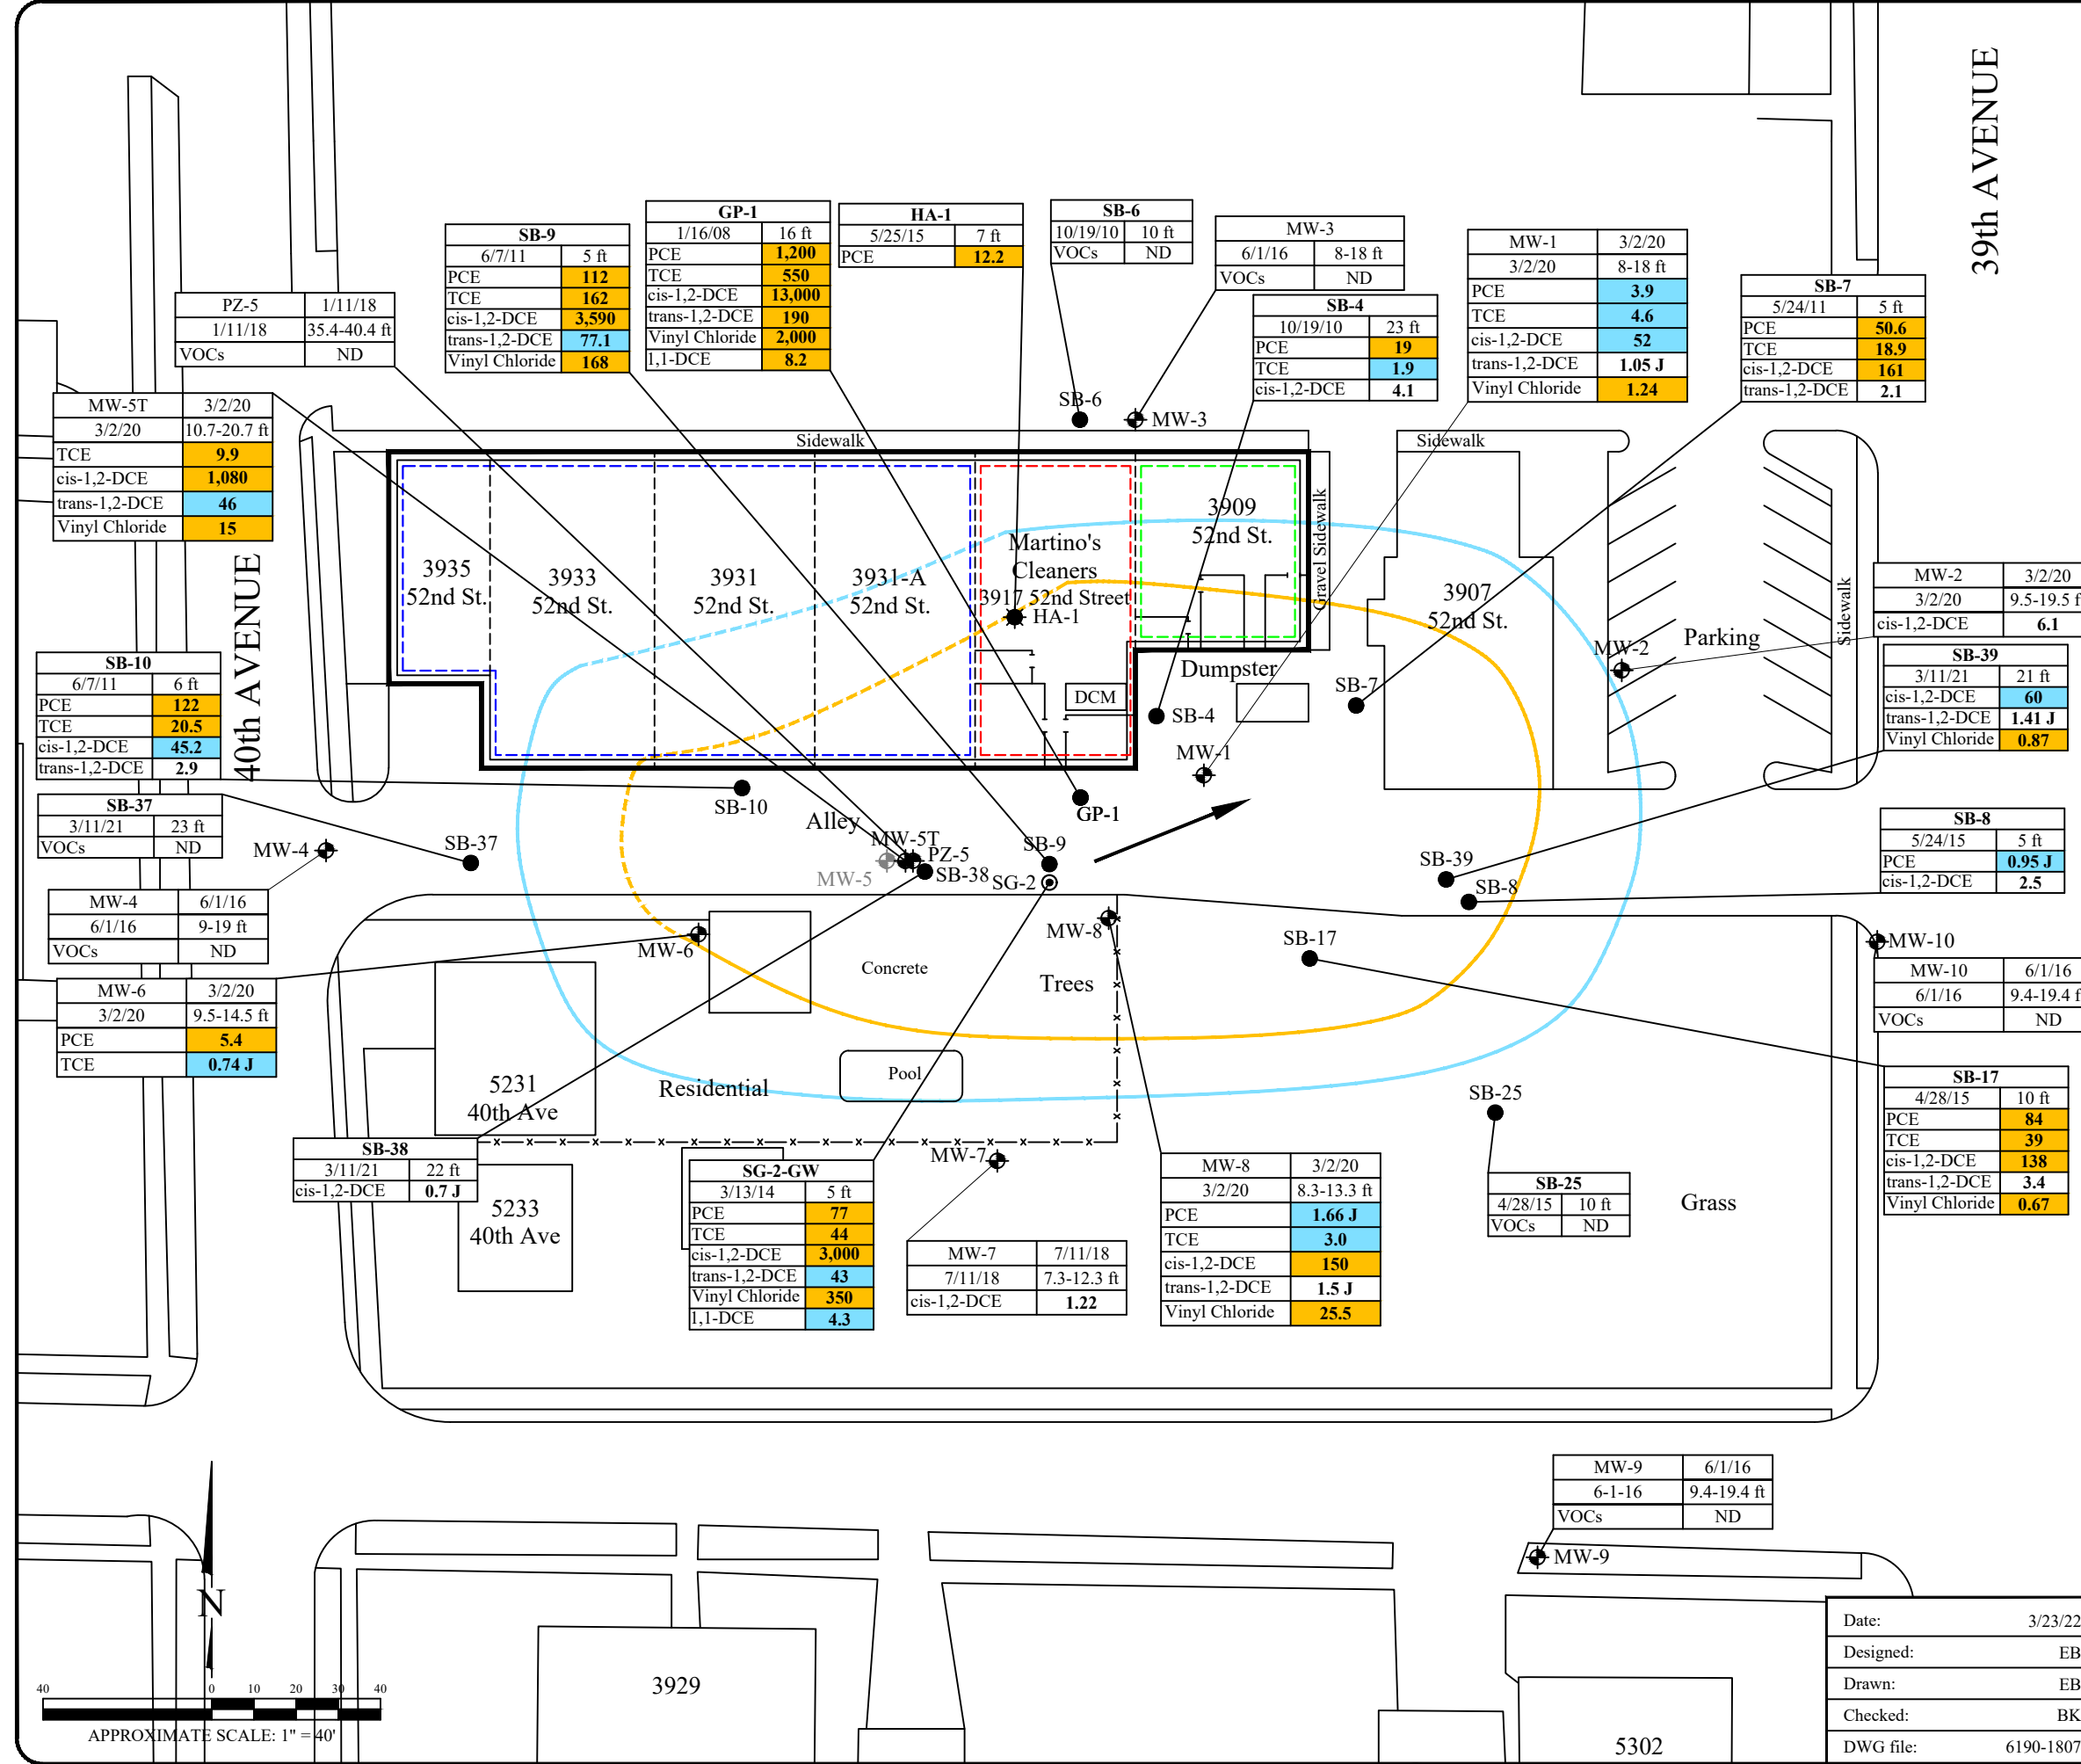 39th AVENUE
SB-9
6/7/11 5 ft
PCE 112
TCE 162
cis-1,2-DCE 3,590
trans-1,2-DCE 77.1
Vinyl Chloride 168
GP-1
1/16/08 16 ft
PCE 1,200
TCE 550
cis-1,2-DCE 13,000
trans-1,2-DCE 190
Vinyl Chloride 2,000
1,1-DCE 8.2
HA-1
5/25/15 7 ft
PCE 12.2
SB-6
10/19/10 10 ft
VOCs ND
MW-3
6/1/16 8-18 ft
VOCs ND
SB-4
10/19/10 23 ft
PCE 19
TCE 1.9
cis-1,2-DCE 4.1
MW-1 3/2/20
3/2/20 8-18 ft
PCE 3.9
TCE 4.6
cis-1,2-DCE 52
trans-1,2-DCE 1.05 J
Vinyl Chloride 1.24
SB-7
5/24/11 5 ft
PCE 50.6
TCE 18.9
cis-1,2-DCE 161
trans-1,2-DCE 2.1
PZ-5 1/11/18
1/11/18 35.4-40.4 ft
VOCs ND
MW-5T 3/2/20
3/2/20 10.7-20.7 ft
TCE 9.9
cis-1,2-DCE 1,080
trans-1,2-DCE 46
Vinyl Chloride 15
SB-6
MW-3
Sidewalk
Sidewalk
40th AVENUE
3935
52nd St.
3933
52nd St.
3931
52nd St.
3931-A
52nd St.
Martino's
Cleaners
3917 52nd Street
HA-1
3909
52nd St.
Gravel Sidewalk
3907
52nd St.
Parking
Sidewalk
MW-2
MW-2 3/2/20
3/2/20 9.5-19.5 f
cis-1,2-DCE 6.1
SB-39
3/11/21 21 ft
cis-1,2-DCE 60
trans-1,2-DCE 1.41 J
Vinyl Chloride 0.87
SB-10
6/7/11 6 ft
PCE 122
TCE 20.5
cis-1,2-DCE 45.2
trans-1,2-DCE 2.9
Dumpster
DCM
SB-4
SB-7
MW-1
SB-10
GP-1
Alley
SB-37
3/11/21 23 ft
VOCs ND
MW-4
SB-37
MW-5T
PZ-5
MW-5
SB-38
SB-9
SG-2
SB-39
SB-8
SB-8
5/24/15 5 ft
PCE 0.95 J
cis-1,2-DCE 2.5
MW-4 6/1/16
6/1/16 9-19 ft
VOCs ND
MW-6
MW-8
SB-17
MW-10
Concrete
Trees
MW-10 6/1/16
6/1/16 9.4-19.4 f
VOCs ND
MW-6 3/2/20
3/2/20 9.5-14.5 ft
PCE 5.4
TCE 0.74 J
5231
40th Ave
Residential
Pool
SB-25
SB-17
4/28/15 10 ft
PCE 84
TCE 39
cis-1,2-DCE 138
trans-1,2-DCE 3.4
Vinyl Chloride 0.67
SB-38
3/11/21 22 ft
cis-1,2-DCE 0.7 J
5233
40th Ave
SG-2-GW
3/13/14 5 ft
PCE 77
TCE 44
cis-1,2-DCE 3,000
trans-1,2-DCE 43
Vinyl Chloride 350
1,1-DCE 4.3
MW-7
MW-7 7/11/18
7/11/18 7.3-12.3 ft
cis-1,2-DCE 1.22
MW-8 3/2/20
3/2/20 8.3-13.3 ft
PCE 1.66 J
TCE 3.0
cis-1,2-DCE 150
trans-1,2-DCE 1.5 J
Vinyl Chloride 25.5
SB-25
4/28/15 10 ft
VOCs ND
Grass
MW-9 6/1/16
6-1-16 9.4-19.4 ft
VOCs ND
MW-9
N
40 0 10 20 30 40
APPROXIMATE SCALE: 1" = 40'
3929
5302
Date: 3/23/22
Designed: EB
Drawn: EB
Checked: BK
DWG file: 6190-1807